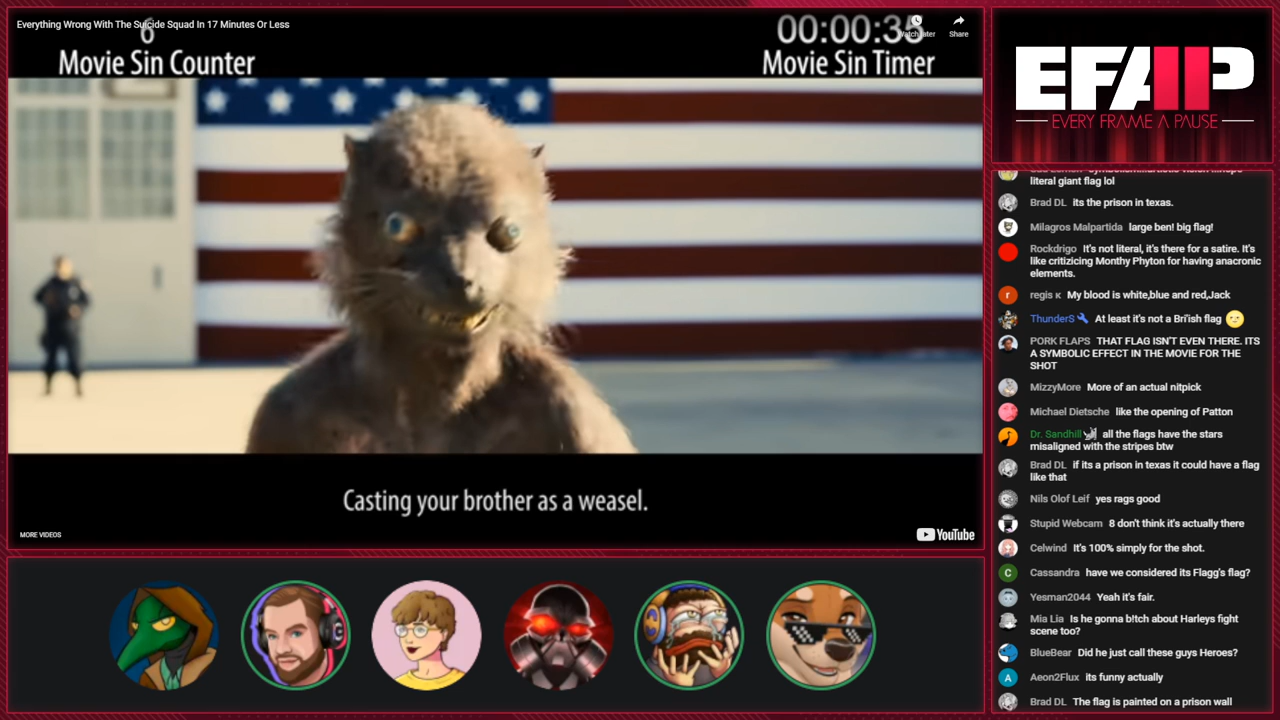 Everything Wrong With The Suicide Squad In 17 Minutes Or Less
6
Movie Sin Counter
00:00:35
Movie Sin Timer
Watch later
Share
Casting your brother as a weasel.
MORE VIDEOS
YouTube
EFAP
EVERY FRAME A PAUSE
literal giant flag lol
Brad DL its the prison in texas.
Milagros Malpartida large ben! big flag!
Rockdrigo It's not literal, it's there for a satire. It's
like critizicing Monthy Phyton for having anacronic
elements.
r
regis к My blood is white,blue and red,Jack
ThunderS At least it's not a Bri'ish flag
PORK FLAPS THAT FLAG ISN'T EVEN THERE. ITS
A SYMBOLIC EFFECT IN THE MOVIE FOR THE
SHOT
MizzyMore More of an actual nitpick
Michael Dietsche like the opening of Patton
Dr. Sandhill all the flags have the stars
misaligned with the stripes btw
Brad DL if its a prison in texas it could have a flag
like that
Nils Olof Leif yes rags good
Stupid Webcam 8 don't think it's actually there
Celwind It's 100% simply for the shot.
C
Cassandra have we considered its Flagg's flag?
Yesman2044 Yeah it's fair.
Mia Lia Is he gonna b!tch about Harleys fight
scene too?
BlueBear Did he just call these guys Heroes?
A
Aeon2Flux its funny actually
Brad DL The flag is painted on a prison wall